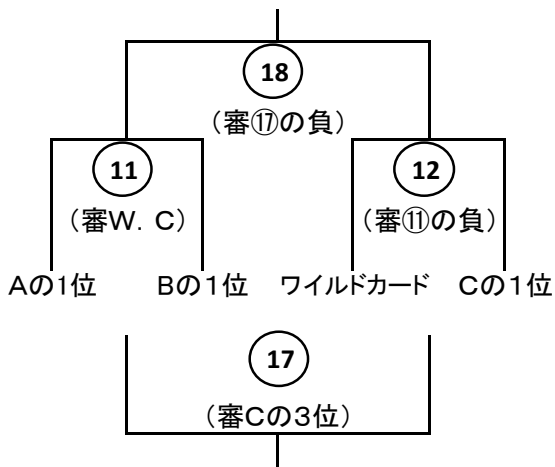 18
（審⑰の負）
11 12
（審W．C） （審⑪の負）
Aの1位 Bの1位 ワイルドカード Cの1位
17
（審Cの3位）